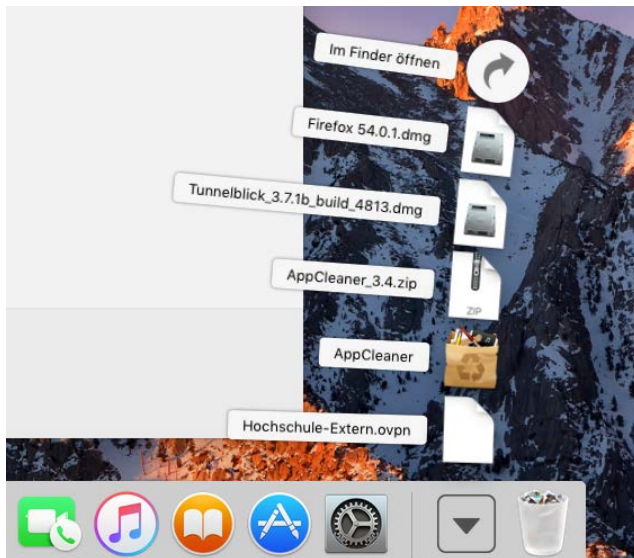 Im Finder öffnen
Firefox 54.0.1.dmg
Tunnelblick_3.7.1b_build_4813.dmg
AppCleaner_3.4.zip
ZIP
AppCleaner
Hochschule-Extern.ovpn